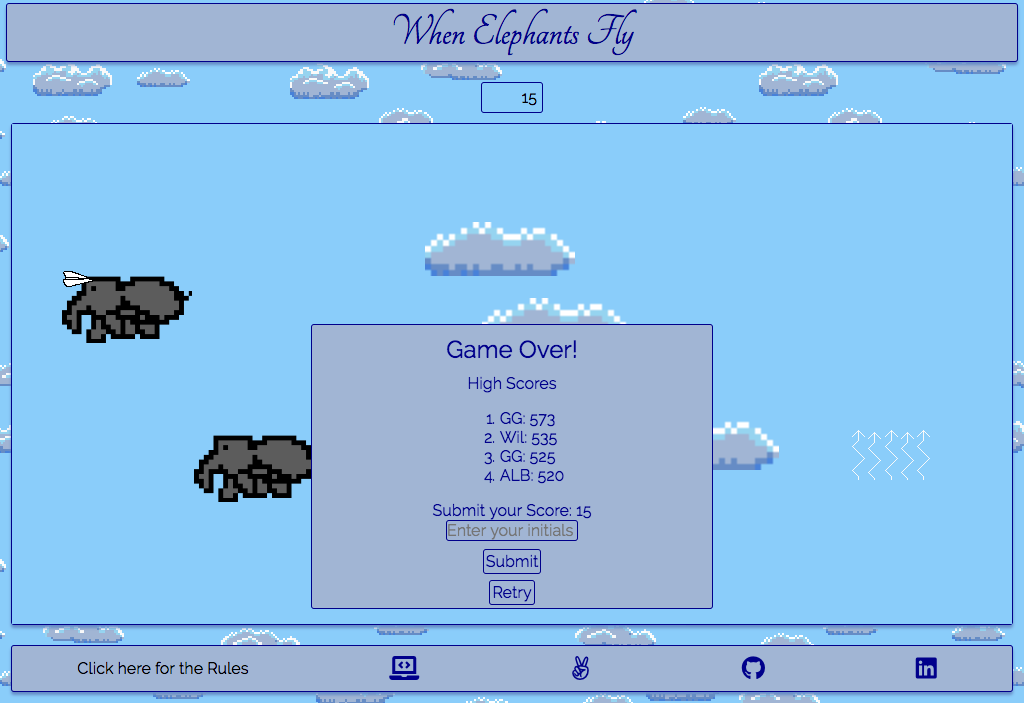 When Elephants Fly
15
Game Over!
High Scores
1. GG: 573
2. Wil: 535
3. GG: 525
4. ALB: 520
Submit your Score: 15
Enter your initials
Submit
Retry
Click here for the Rules
in